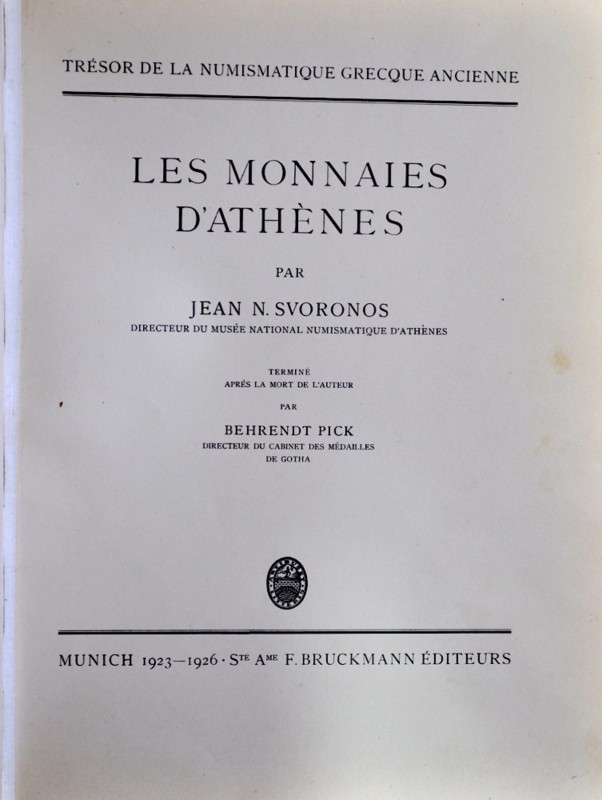 TRÉSOR DE LA NUMISMATIQUE GRECQUE ANCIENNE
LES MONNAIES
D'ATHÈNES
PAR
JEAN N. SVORONOS
DIRECTEUR DU MUSÉE NATIONAL NUMISMATIQUE D'ATHÈNES
TERMINÉ
APRÉS LA MORT DE L'AUTEUR
PAR
BEHRENDT PICK
DIRECTEUR DU CABINET DES MÉDAILLES
DE GOTHA
MUNICH 1923—1926 · STE AME F. BRUCKMANN ÉDITEURS